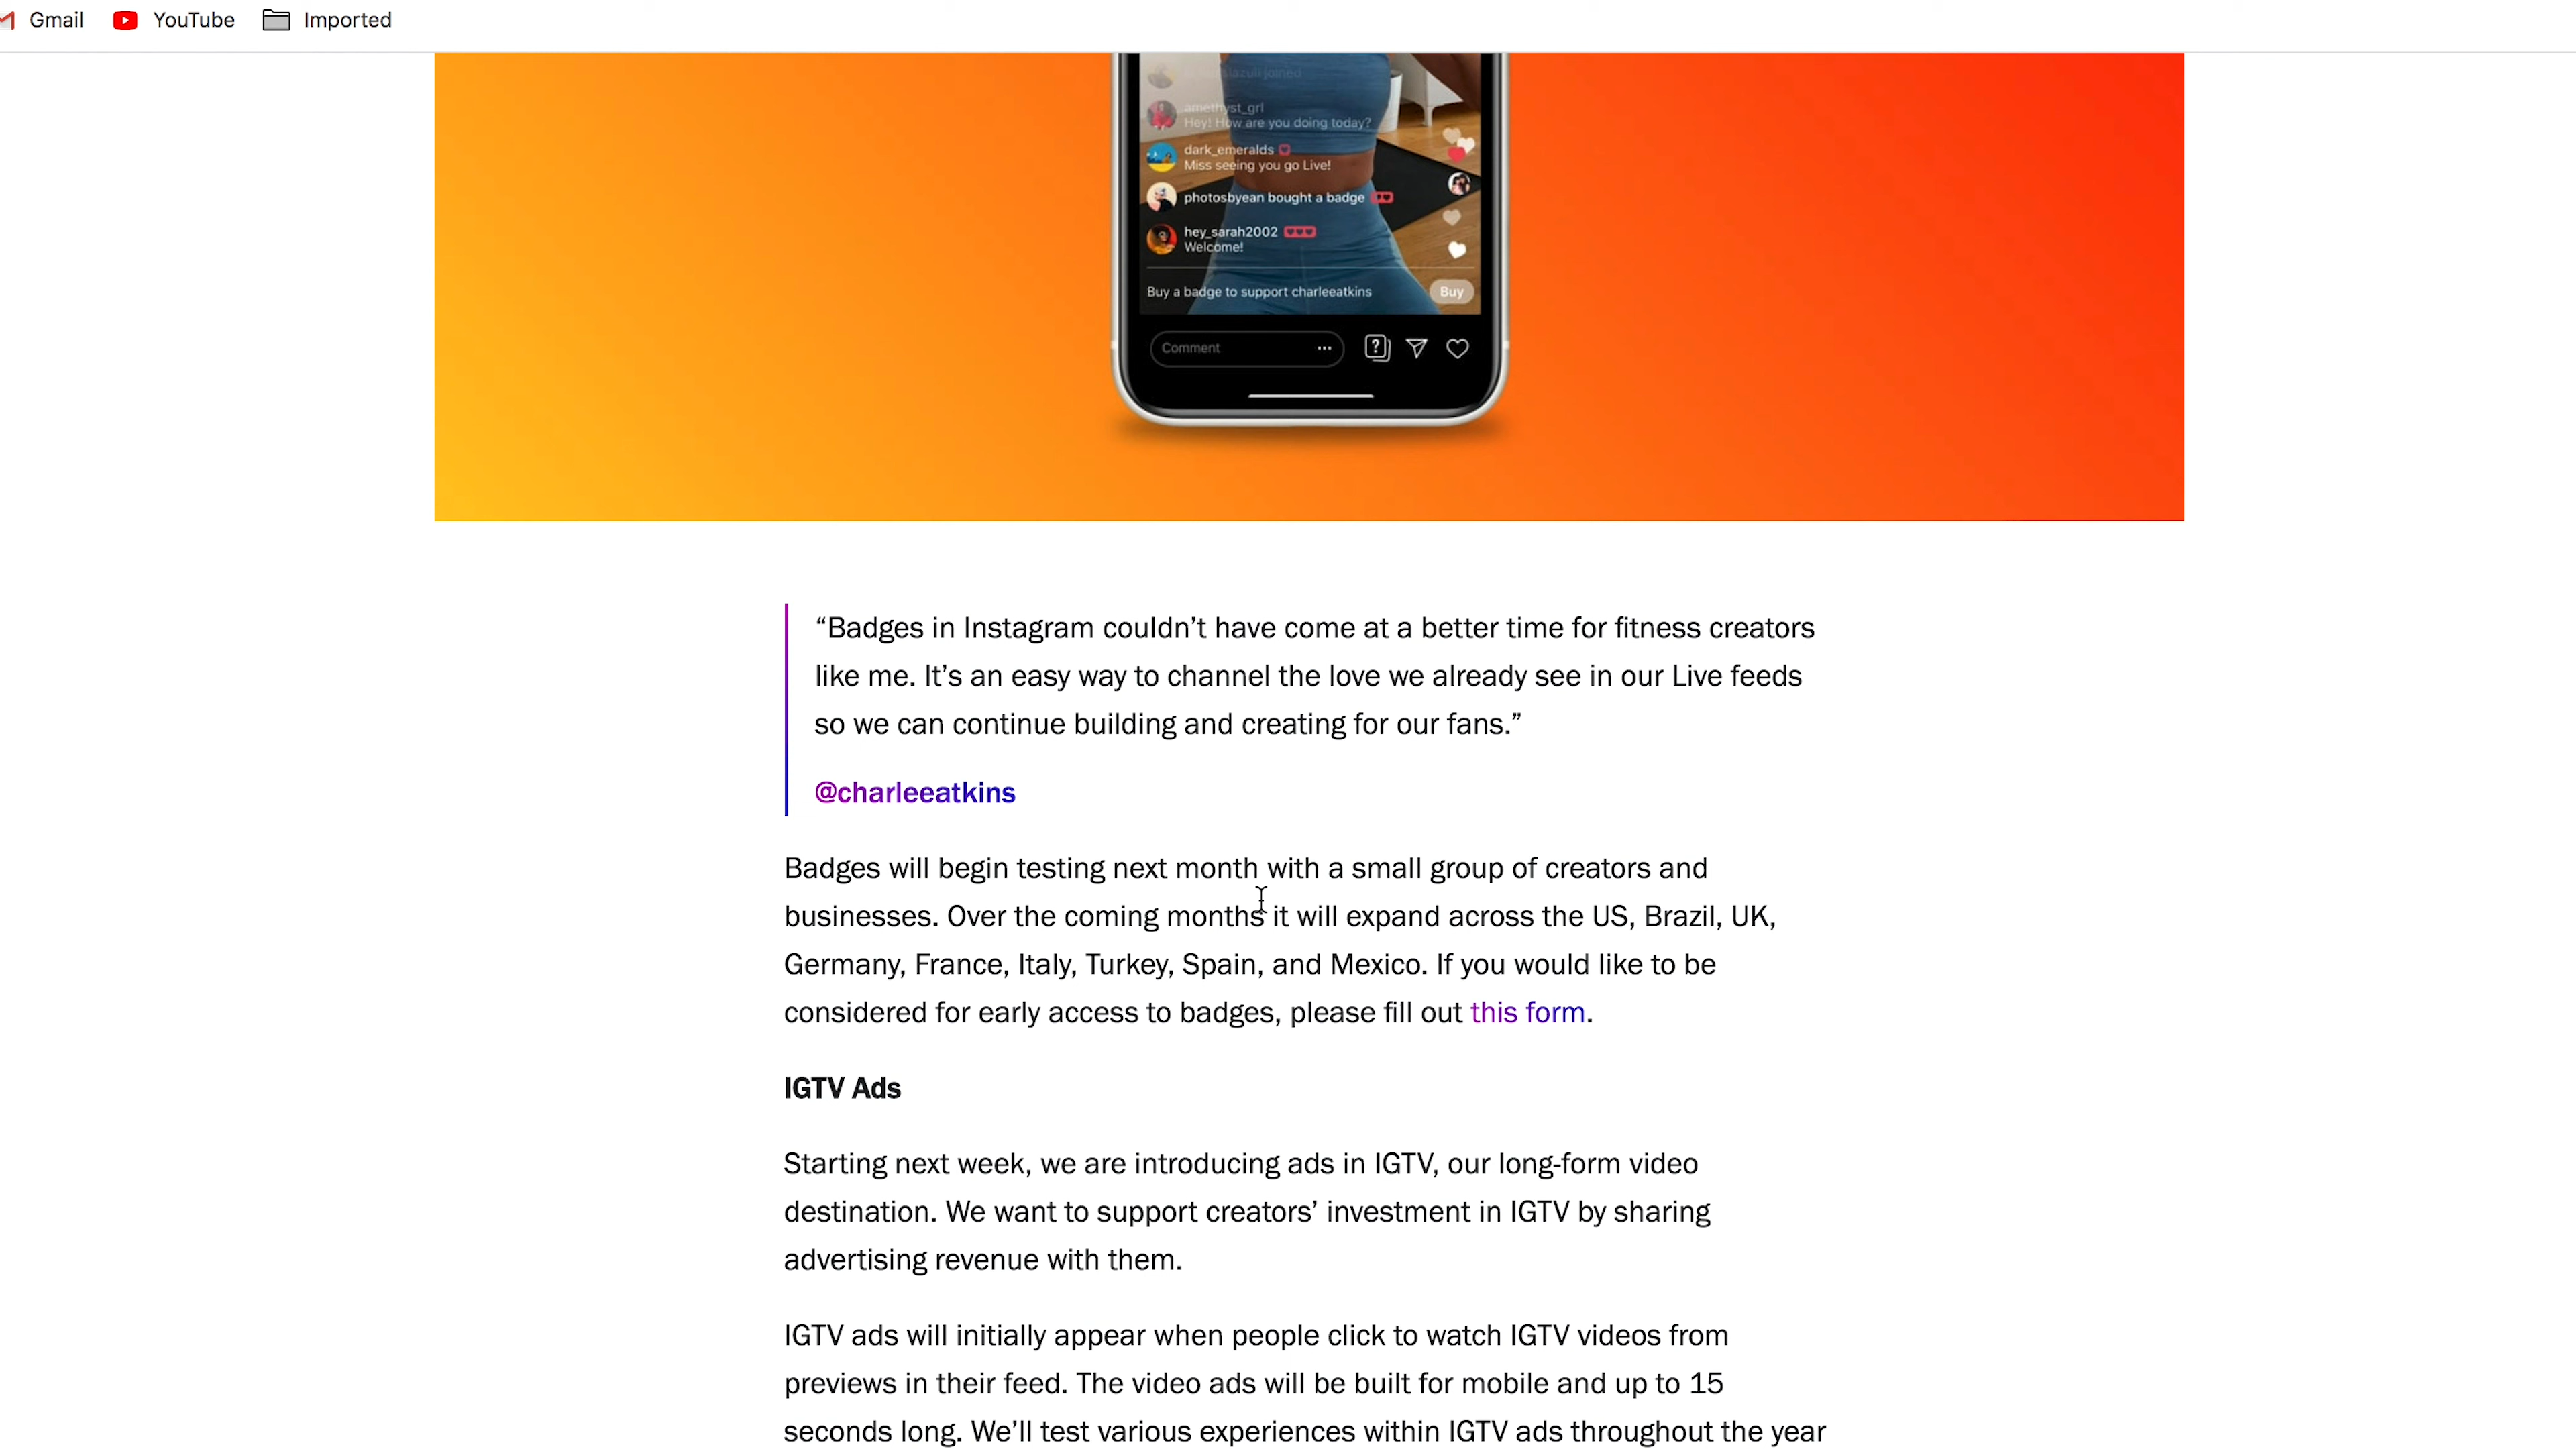 Gmail YouTube Imported
joined
amethyst_grl
Hey! How are you doing today?
dark_emeralds
Miss seeing you go Live!
photosbyean bought a badge
hey_sarah2002
Welcome!
Buy a badge to support charleeatkins Buy
Comment
“Badges in Instagram couldn’t have come at a better time for fitness creators
like me. It’s an easy way to channel the love we already see in our Live feeds
so we can continue building and creating for our fans.”
@charleeatkins
Badges will begin testing next month with a small group of creators and
businesses. Over the coming months it will expand across the US, Brazil, UK,
Germany, France, Italy, Turkey, Spain, and Mexico. If you would like to be
considered for early access to badges, please fill out this form.
IGTV Ads
Starting next week, we are introducing ads in IGTV, our long-form video
destination. We want to support creators’ investment in IGTV by sharing
advertising revenue with them.
IGTV ads will initially appear when people click to watch IGTV videos from
previews in their feed. The video ads will be built for mobile and up to 15
seconds long. We’ll test various experiences within IGTV ads throughout the year